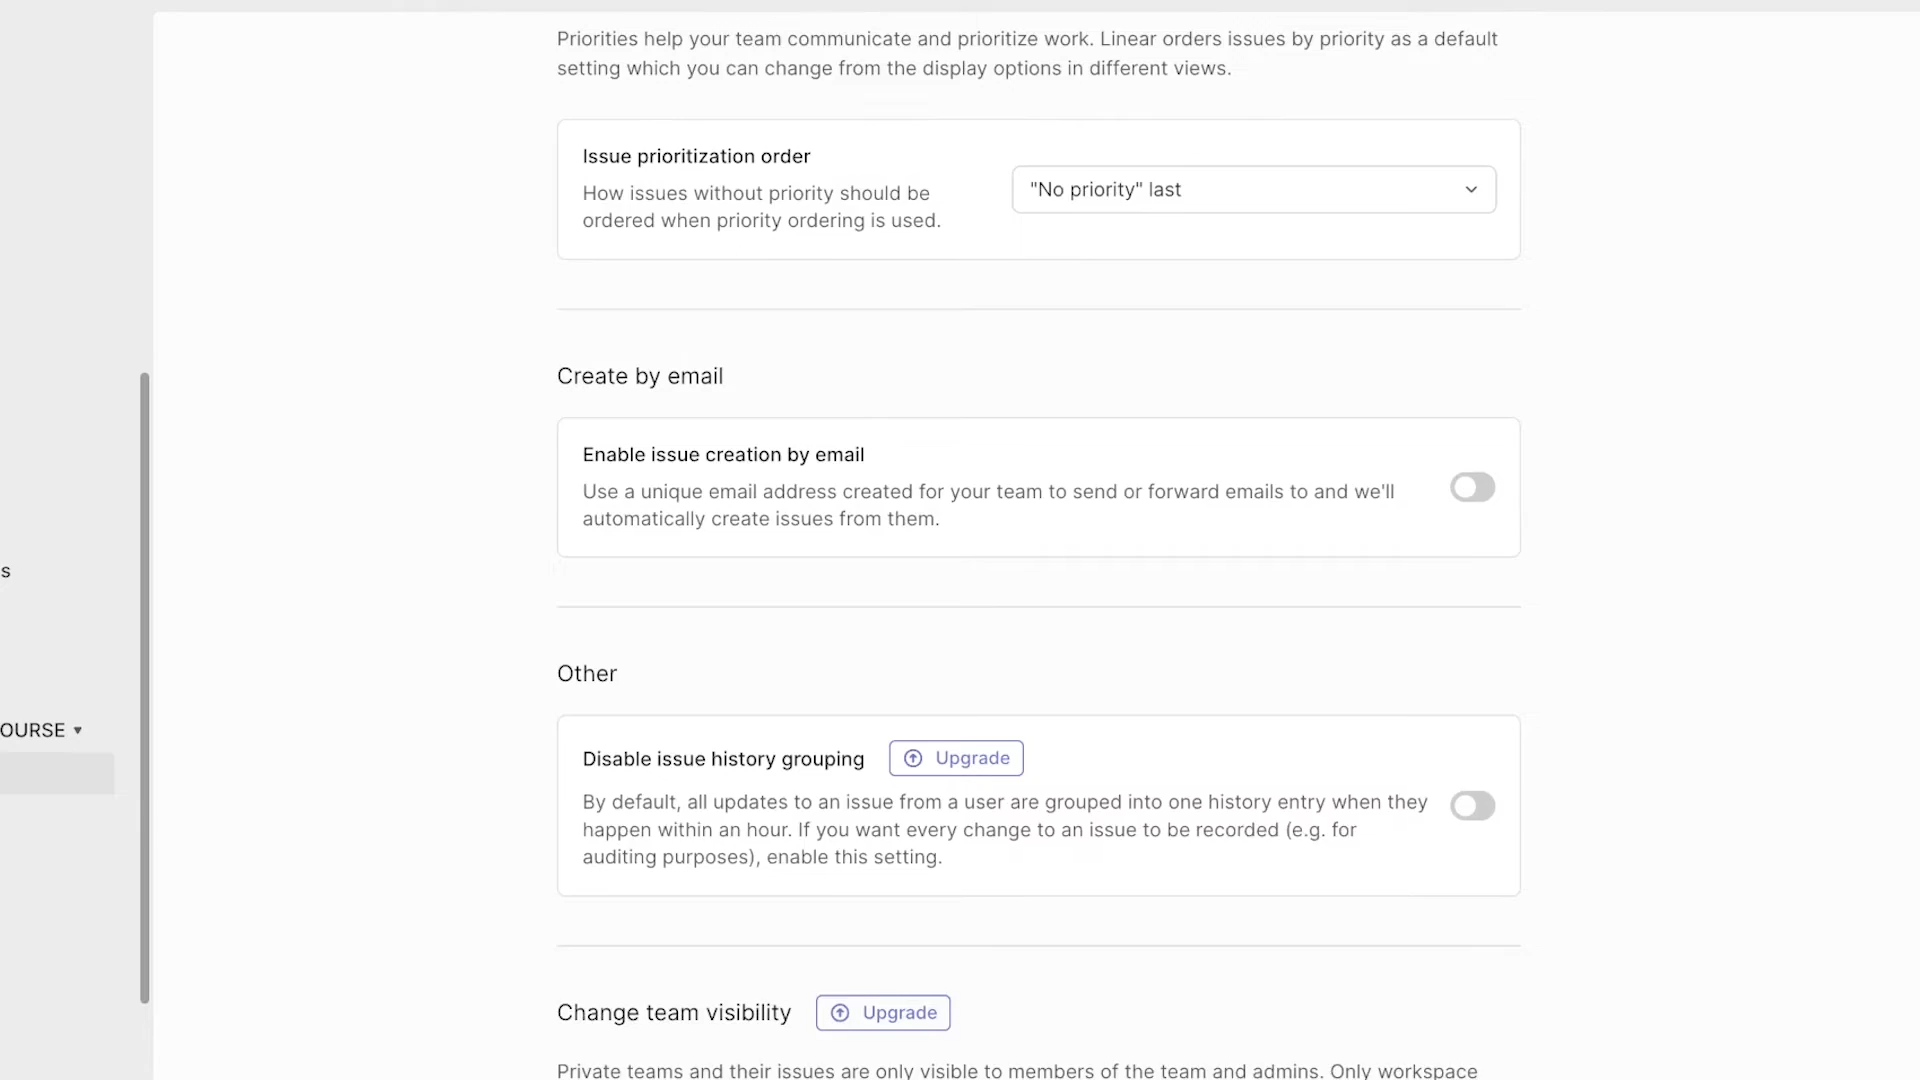 Priorities help your team communicate and prioritize work. Linear orders issues by priority as a default
setting which you can change from the display options in different views.
Issue prioritization order
How issues without priority should be
ordered when priority ordering is used.
"No priority" last
Create by email
Enable issue creation by email
Use a unique email address created for your team to send or forward emails to and we'll
automatically create issues from them.
s
Other
OURSE
Disable issue history grouping
Upgrade
By default, all updates to an issue from a user are grouped into one history entry when they
happen within an hour. If you want every change to an issue to be recorded (e.g. for
auditing purposes), enable this setting.
Change team visibility
Upgrade
Private teams and their issues are only visible to members of the team and admins. Only workspace